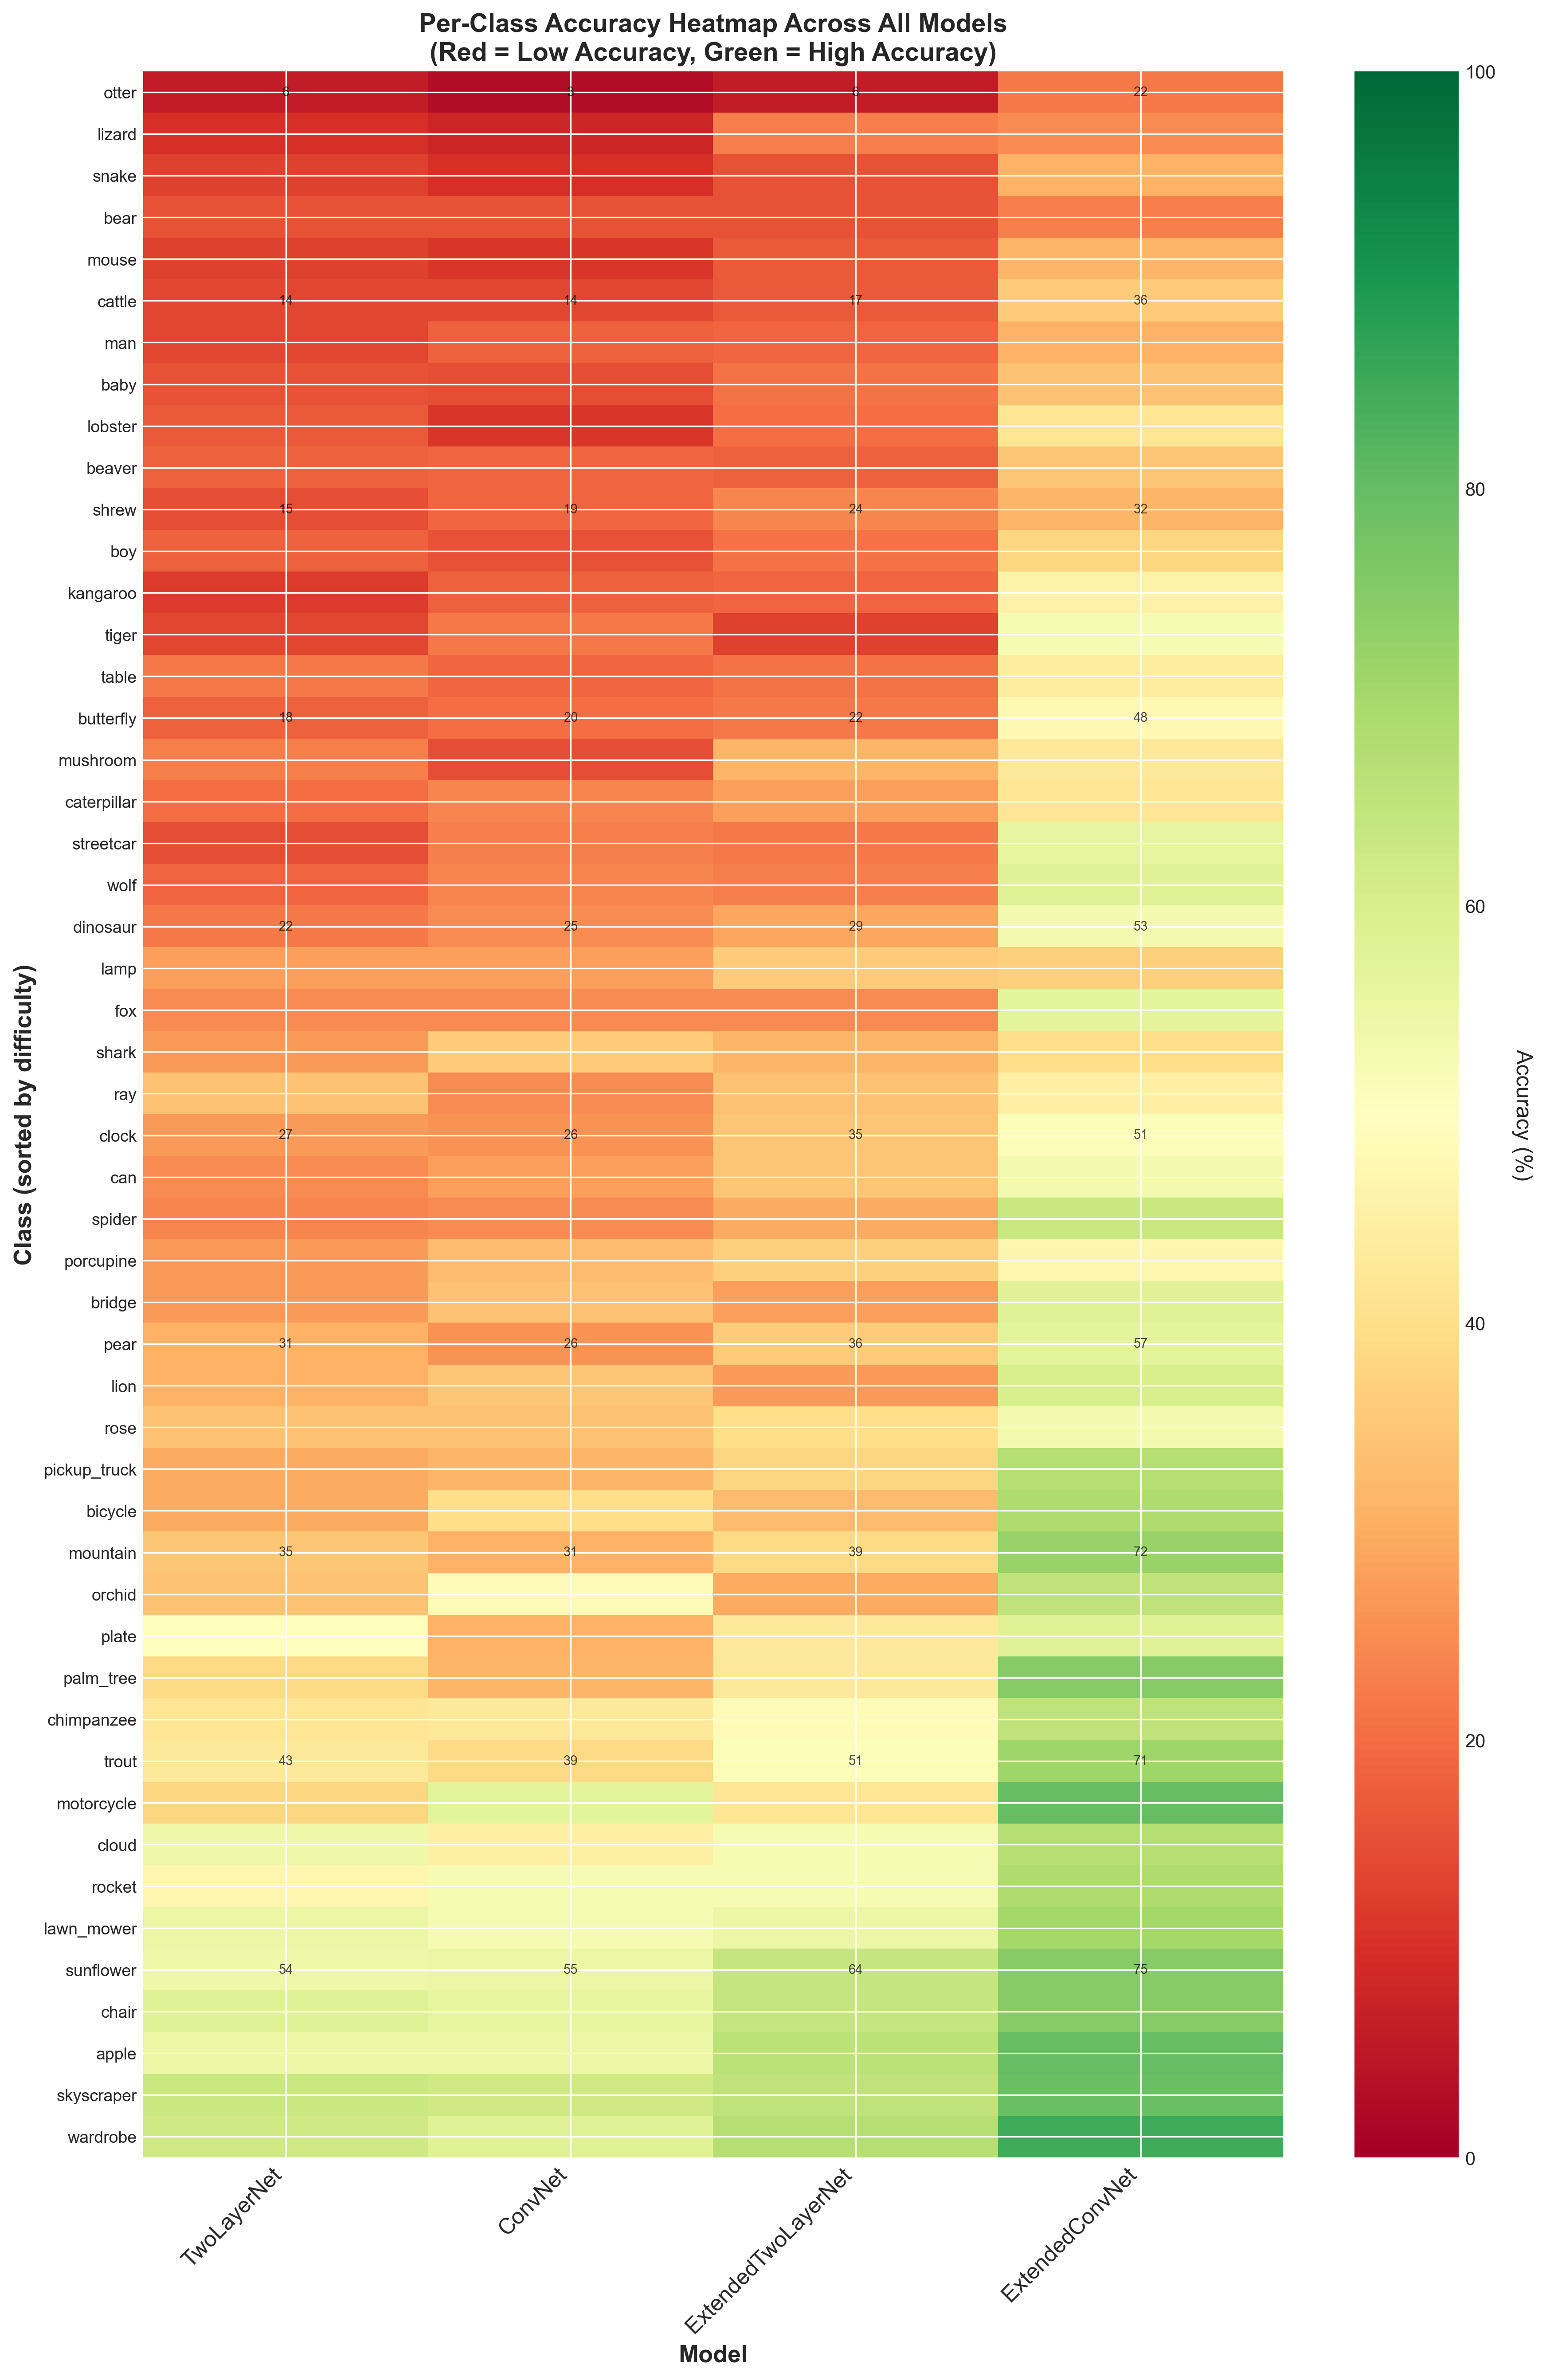 Per-Class Accuracy Heatmap Across All Models
(Red = Low Accuracy, Green = High Accuracy)
Class (sorted by difficulty)
otter 6 3 6 22
lizard
snake
bear
mouse
cattle 14 14 17 36
man
baby
lobster
beaver
shrew 15 19 24 32
boy
kangaroo
tiger
table
butterfly 18 20 22 48
mushroom
caterpillar
streetcar
wolf
dinosaur 22 25 29 53
lamp
fox
shark
ray
clock 27 26 35 51
can
spider
porcupine
bridge
pear 31 26 36 57
lion
rose
pickup_truck
bicycle
mountain 35 31 39 72
orchid
plate
palm_tree
chimpanzee
trout 43 39 51 71
motorcycle
cloud
rocket
lawn_mower
sunflower 54 55 64 75
chair
apple
skyscraper
wardrobe
TwoLayerNet
ConvNet
ExtendedTwoLayerNet
ExtendedConvNet
Model
100
80
60
40
20
0
Accuracy (%)